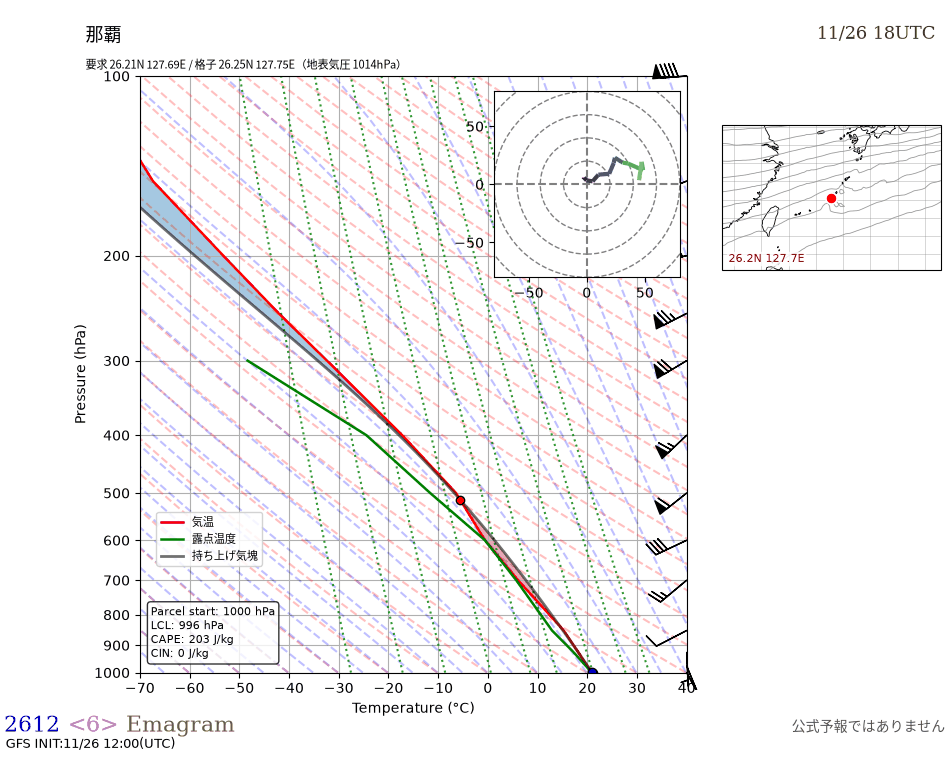 那覇
11/26 18UTC
要求 26.21N 127.69E / 格子 26.25N 127.75E（地表気圧 1014hPa）
100
200
300
400
500
600
700
800
900
1000
Pressure (hPa)
50
0
−50
−50 0 50
26.2N 127.7E
気温
露点温度
持ち上げ気塊
Parcel start: 1000 hPa
LCL: 996 hPa
CAPE: 203 J/kg
CIN: 0 J/kg
−70 −60 −50 −40 −30 −20 −10 0 10 20 30 40
Temperature (°C)
2612 <6> Emagram
公式予報ではありません
GFS INIT:11/26 12:00(UTC)